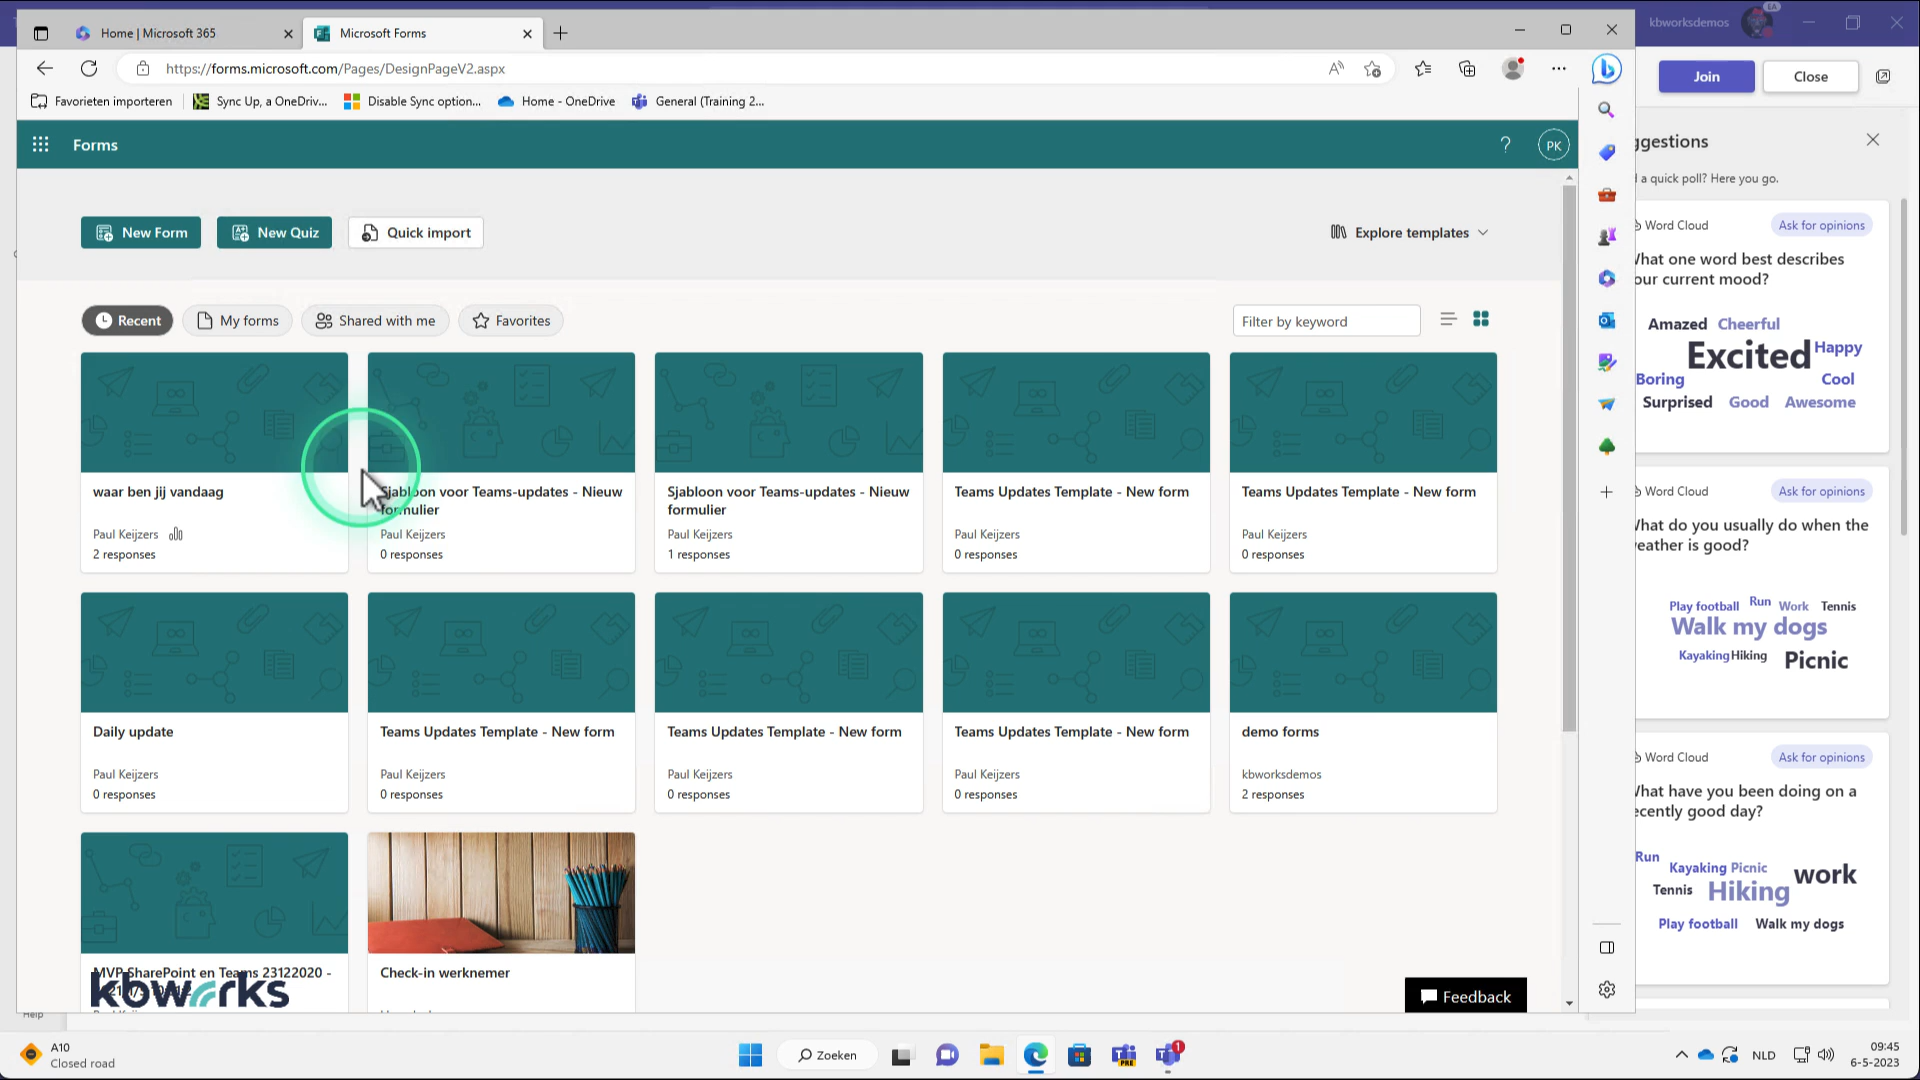 Home | Microsoft 365
Microsoft Forms
kbworksdemos
EA
https://forms.microsoft.com/Pages/DesignPageV2.aspx
Join
Close
Favorieten importeren
Sync Up, a OneDriv...
Disable Sync option...
Home - OneDrive
General (Training 2...
Forms
?
PK
ggestions
a quick poll? Here you go.
New Form
New Quiz
Quick import
Explore templates
Recent
My forms
Shared with me
Favorites
Filter by keyword
waar ben jij vandaag
Paul Keijzers
2 responses
Sjabloon voor Teams-updates - Nieuw
formulier
Paul Keijzers
0 responses
Sjabloon voor Teams-updates - Nieuw
formulier
Paul Keijzers
1 responses
Teams Updates Template - New form
Paul Keijzers
0 responses
Teams Updates Template - New form
Paul Keijzers
0 responses
Daily update
Paul Keijzers
0 responses
Teams Updates Template - New form
Paul Keijzers
0 responses
Teams Updates Template - New form
Paul Keijzers
0 responses
Teams Updates Template - New form
Paul Keijzers
0 responses
demo forms
kbworksdemos
2 responses
MVP SharePoint en Teams 23122020 -
kbworks
Check-in werknemer
Feedback
Word Cloud
Ask for opinions
hat one word best describes
our current mood?
Amazed Cheerful
Excited Happy
Boring Cool
Surprised Good Awesome
Word Cloud
Ask for opinions
hat do you usually do when the
eather is good?
Play football Run Work Tennis
Walk my dogs
Kayaking Hiking Picnic
Word Cloud
Ask for opinions
hat have you been doing on a
ecently good day?
Run Kayaking Picnic work
Tennis Hiking
Play football Walk my dogs
Help
A10
Closed road
Zoeken
PRE
1
NLD
09:45
6-5-2023